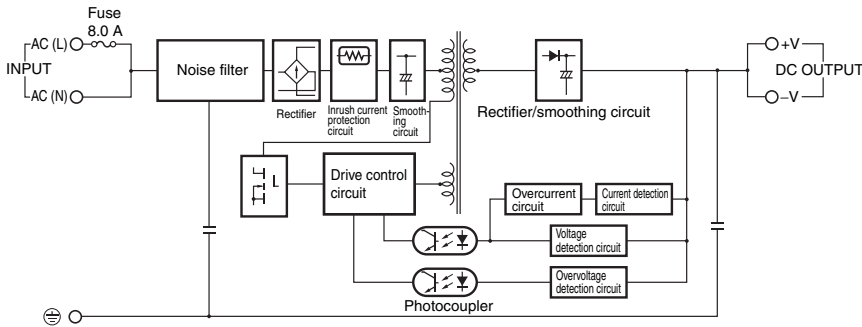 Fuse
8.0 A
AC (L)
INPUT
AC (N)
Noise filter
Rectifier
Inrush current
protection
circuit
Smooth-
ing
circuit
Rectifier/smoothing circuit
+V
DC OUTPUT
–V
Drive control
circuit
Overcurrent
circuit
Current detection
circuit
Voltage
detection circuit
Overvoltage
detection circuit
Photocoupler